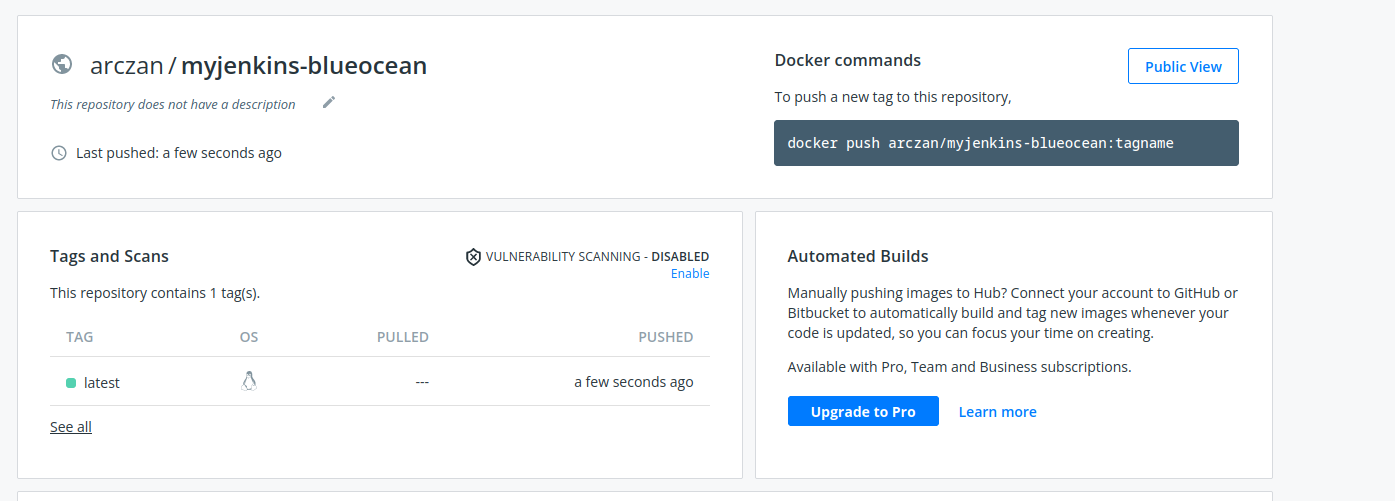 arczan / myjenkins-blueocean
This repository does not have a description
Last pushed: a few seconds ago
Docker commands
Public View
To push a new tag to this repository,
docker push arczan/myjenkins-blueocean:tagname
Tags and Scans
VULNERABILITY SCANNING - DISABLED
Enable
This repository contains 1 tag(s).
TAG OS PULLED PUSHED
latest --- a few seconds ago
See all
Automated Builds
Manually pushing images to Hub? Connect your account to GitHub or
Bitbucket to automatically build and tag new images whenever your
code is updated, so you can focus your time on creating.
Available with Pro, Team and Business subscriptions.
Upgrade to Pro Learn more